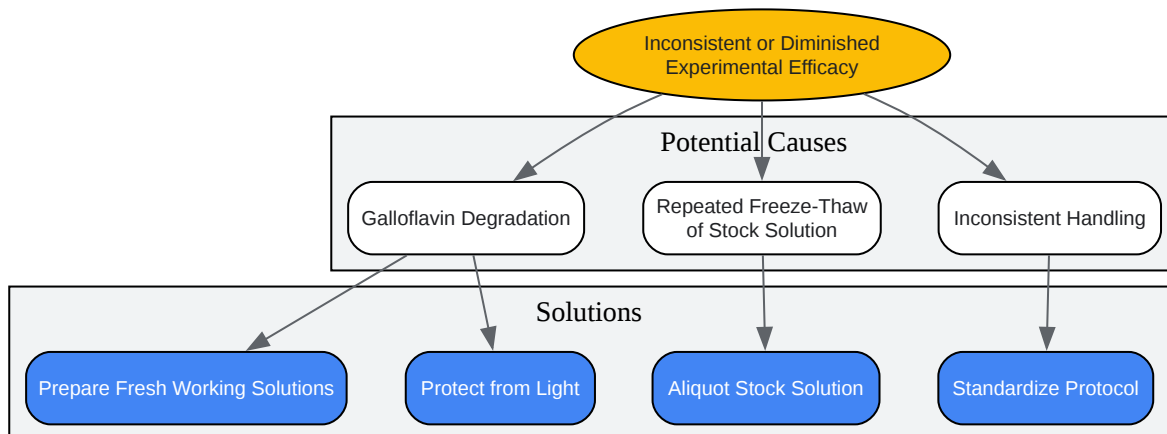 Inconsistent or Diminished
Experimental Efficacy
Potential Causes
Galloflavin Degradation
Repeated Freeze-Thaw
of Stock Solution
Inconsistent Handling
Solutions
Prepare Fresh Working Solutions
Protect from Light
Aliquot Stock Solution
Standardize Protocol